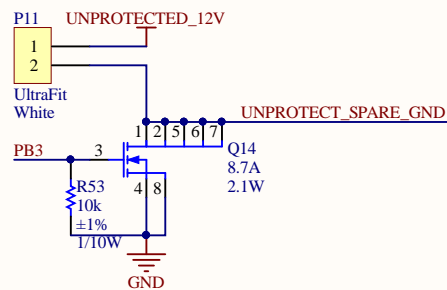 P11
UNPROTECTED_12V
1
2
UltraFit
White
UNPROTECT_SPARE_GND
1 2 5 6 7
PB3
3
Q14
8.7A
2.1W
R53
10k
±1%
1/10W
4 8
GND